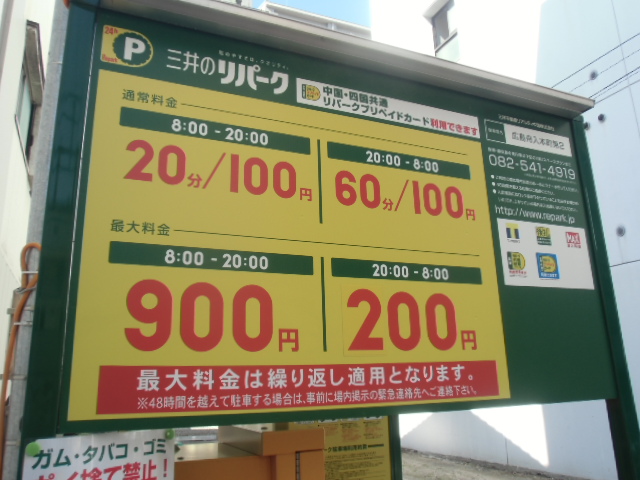 P
三井のリパーク
中国・四国共通
リパークプリペイドカード利用できます
通常料金
8:00 - 20:00
20分/100円
20:00 - 8:00
60分/100円
最大料金
8:00 - 20:00
900円
20:00 - 8:00
200円
最大料金は繰り返し適用となります。
※48時間を越えて駐車する場合は、事前に場内掲示の緊急連絡先へご連絡下さい。
広島舟入本町第2
082-541-4919
http://www.repark.jp
ガム・タバコ・ゴミ
ポイ捨て禁止!